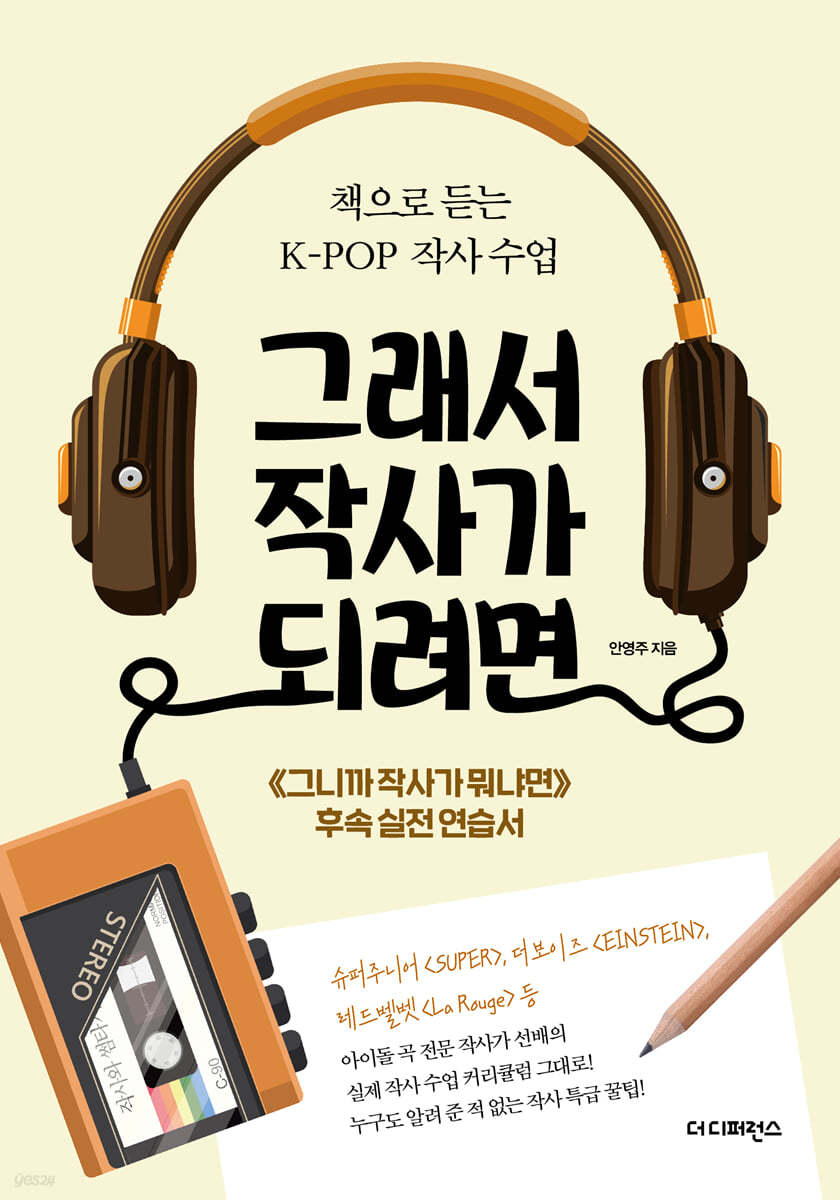 책으로 듣는
K-POP 작사 수업
그래서
작사가
되려면
안영주 지음
《그니까 작사가 뭐냐면》
후속 실전 연습서
STEREO
NORMAL
POSITION
C-90
슈퍼주니어 <SUPER>, 더보이즈 <EINSTEIN>,
레드벨벳 <La Rouge> 등
아이돌 곡 전문 작사가 선배의
실제 작사 수업 커리큘럼 그대로!
누구도 알려 준 적 없는 작사 특급 꿀팁!
더 디퍼런스
yes24